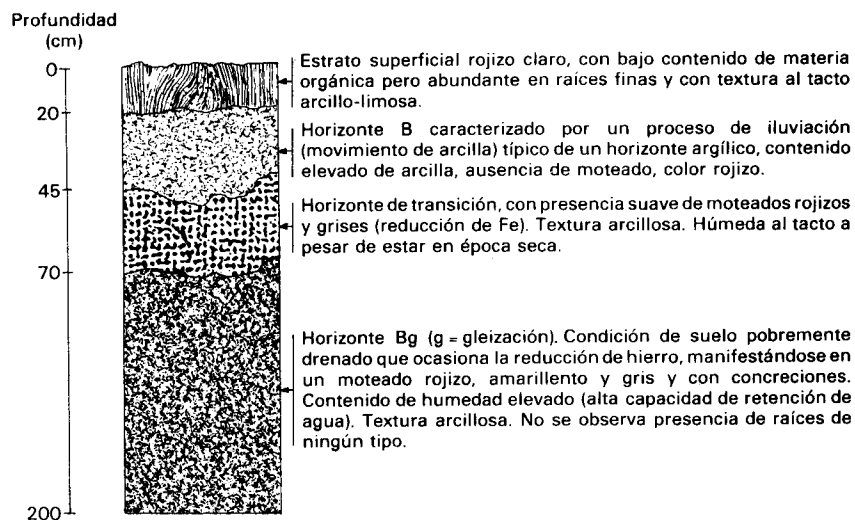 Profundidad
(cm)
0
20
45
70
200
Estrato superficial rojizo claro, con bajo contenido de materia
orgánica pero abundante en raíces finas y con textura al tacto
arcillo-limosa.
Horizonte B caracterizado por un proceso de iluviación
(movimiento de arcilla) típico de un horizonte argílico, contenido
elevado de arcilla, ausencia de moteado, color rojizo.
Horizonte de transición, con presencia suave de moteados rojizos
y grises (reducción de Fe). Textura arcillosa. Húmeda al tacto a
pesar de estar en época seca.
Horizonte Bg (g = gleización). Condición de suelo pobremente
drenado que ocasiona la reducción de hierro, manifestándose en
un moteado rojizo, amarillento y gris y con concreciones.
Contenido de humedad elevado (alta capacidad de retención de
agua). Textura arcillosa. No se observa presencia de raíces de
ningún tipo.